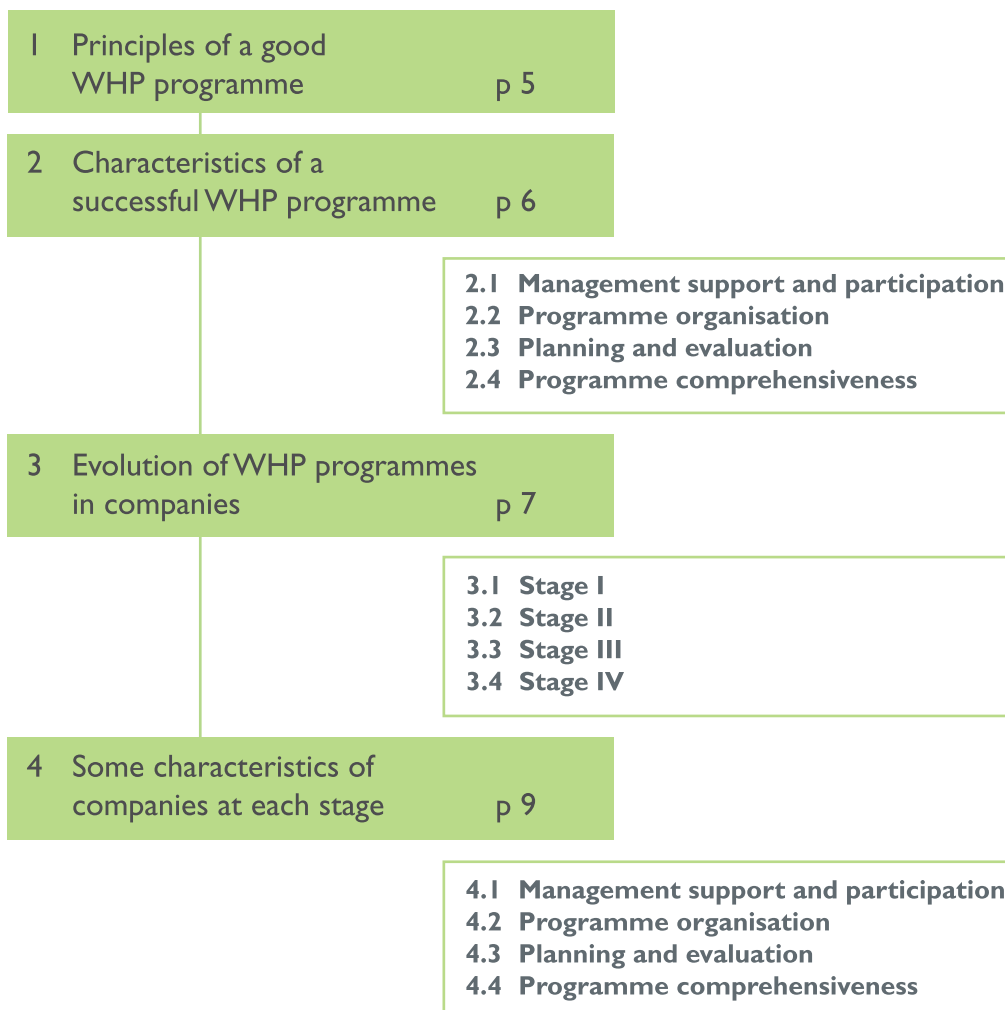 1 Principles of a good
WHP programme p 5
2 Characteristics of a
successful WHP programme p 6
2.1 Management support and participation
2.2 Programme organisation
2.3 Planning and evaluation
2.4 Programme comprehensiveness
3 Evolution of WHP programmes
in companies p 7
3.1 Stage I
3.2 Stage II
3.3 Stage III
3.4 Stage IV
4 Some characteristics of
companies at each stage p 9
4.1 Management support and participation
4.2 Programme organisation
4.3 Planning and evaluation
4.4 Programme comprehensiveness